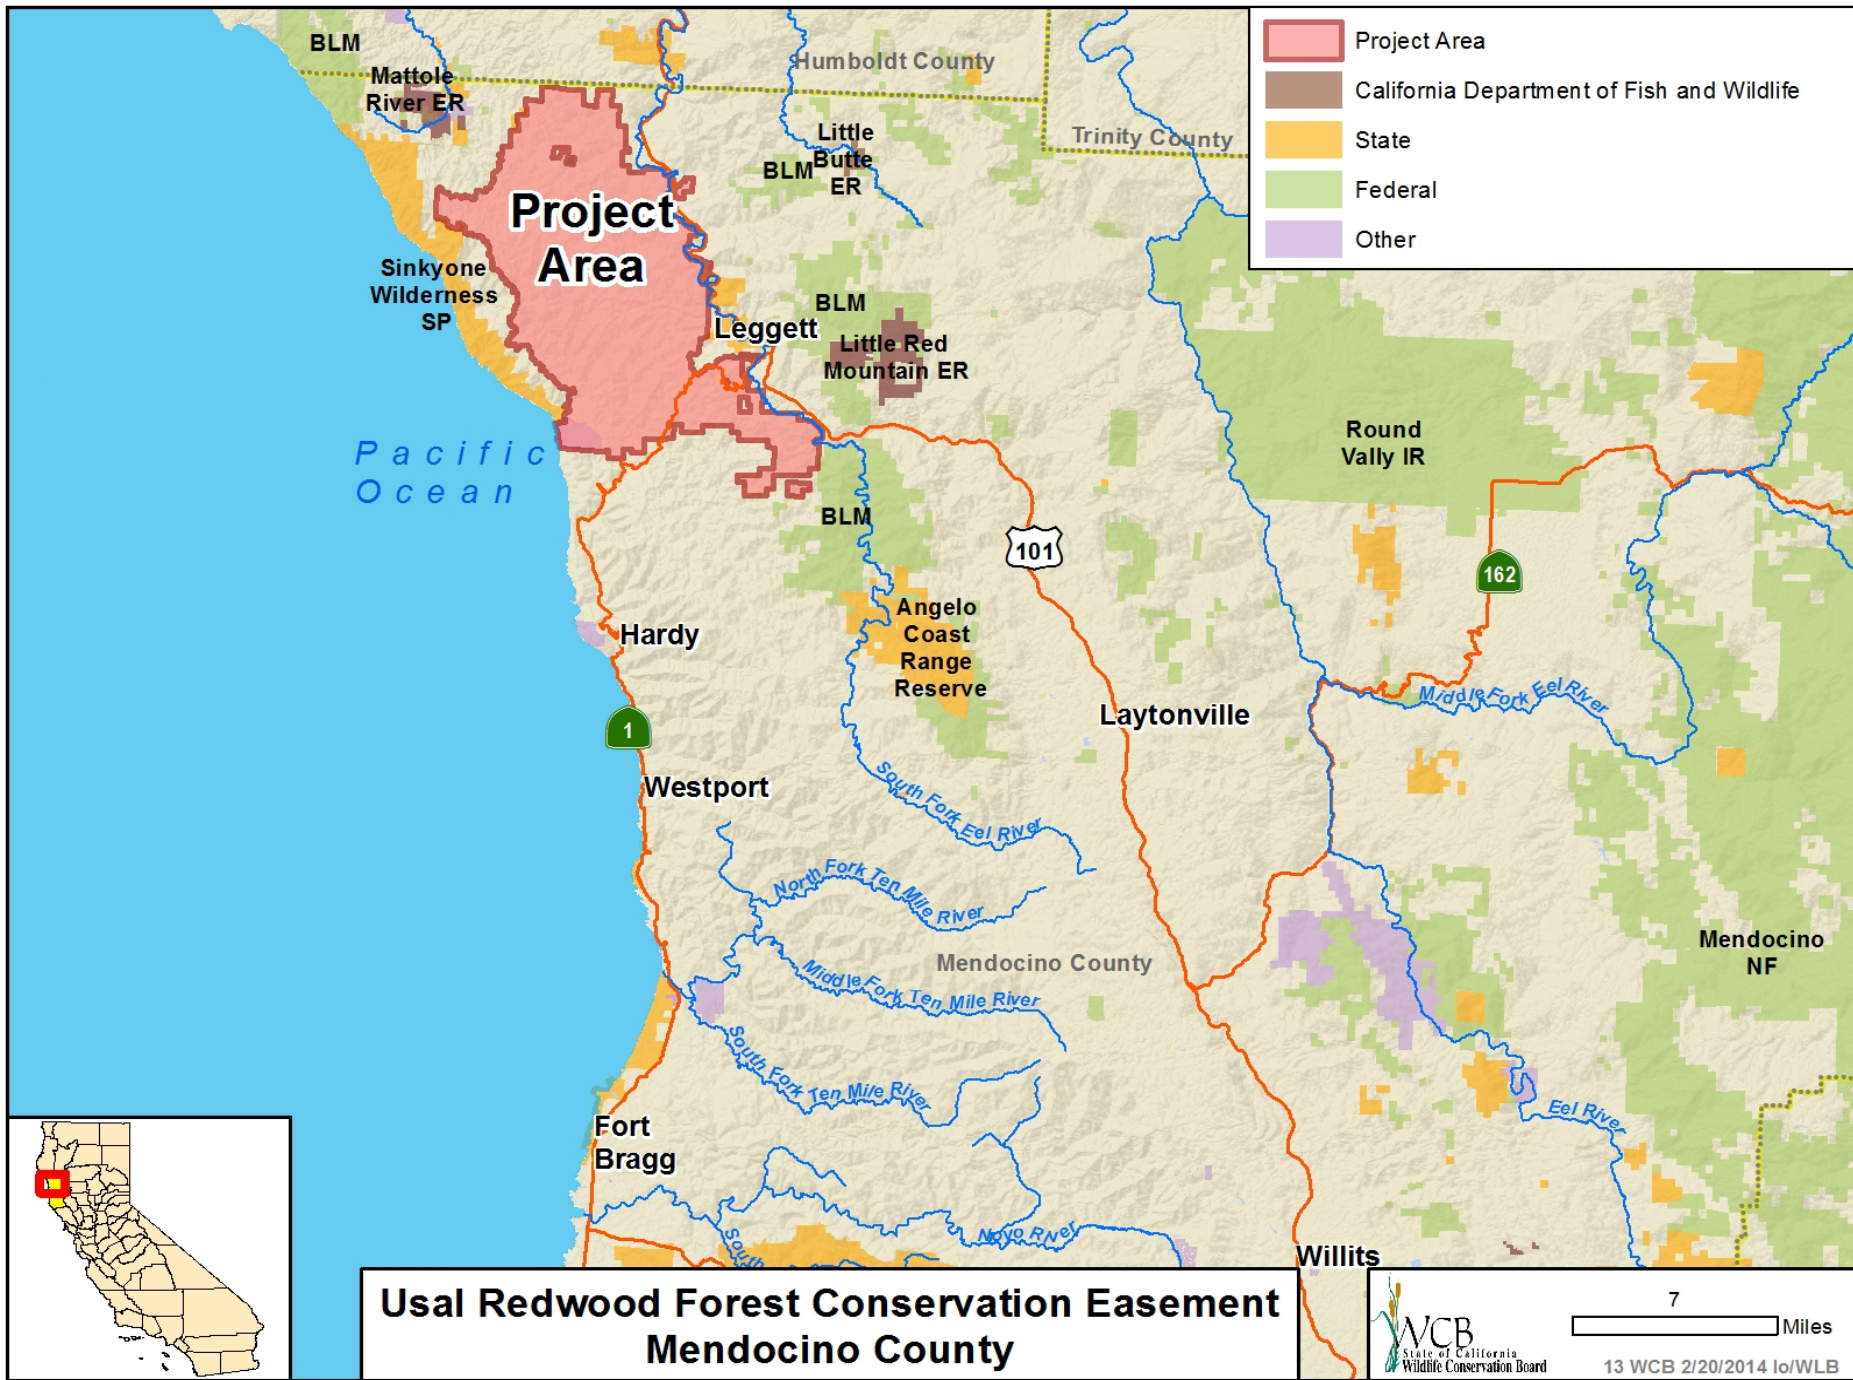 Project Area
California Department of Fish and Wildlife
State
Federal
Other
BLM
Mattole
River ER
Humboldt County
Trinity County
Little
Butte
ER
BLM
Project
Area
Sinkyone
Wilderness
SP
BLM
Leggett
Little Red
Mountain ER
Pacific
Ocean
Round
Vally IR
BLM
101
162
Angelo
Coast
Range
Reserve
Hardy
1
Laytonville
Middle Fork Eel River
Westport
South Fork Eel River
North Fork Ten Mile River
Mendocino County
Mendocino
NF
Middle Fork Ten Mile River
South Fork Ten Mile River
Eel River
Fort
Bragg
Noyo River
South
Willits
Usal Redwood Forest Conservation Easement
Mendocino County
7
Miles
WCB
State of California
Wildlife Conservation Board
13 WCB 2/20/2014 lo/WLB